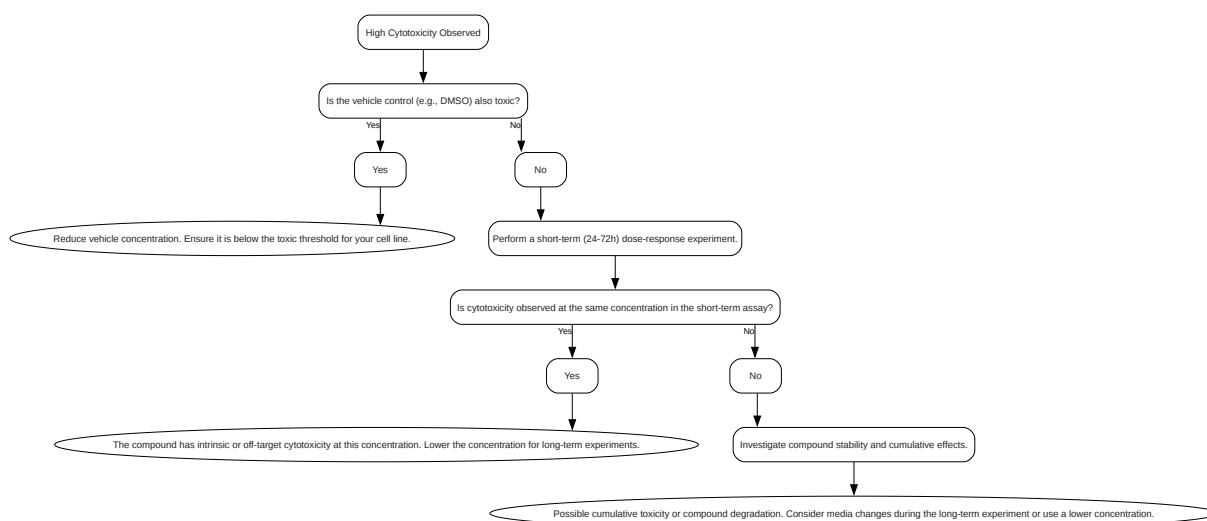 High Cytotoxicity Observed
Is the vehicle control (e.g., DMSO) also toxic?
Yes
No
Yes
No
Reduce vehicle concentration. Ensure it is below the toxic threshold for your cell line.
Perform a short-term (24-72h) dose-response experiment.
Is cytotoxicity observed at the same concentration in the short-term assay?
Yes
No
Yes
No
The compound has intrinsic or off-target cytotoxicity at this concentration. Lower the concentration for long-term experiments.
Investigate compound stability and cumulative effects.
Possible cumulative toxicity or compound degradation. Consider media changes during the long-term experiment or use a lower concentration.